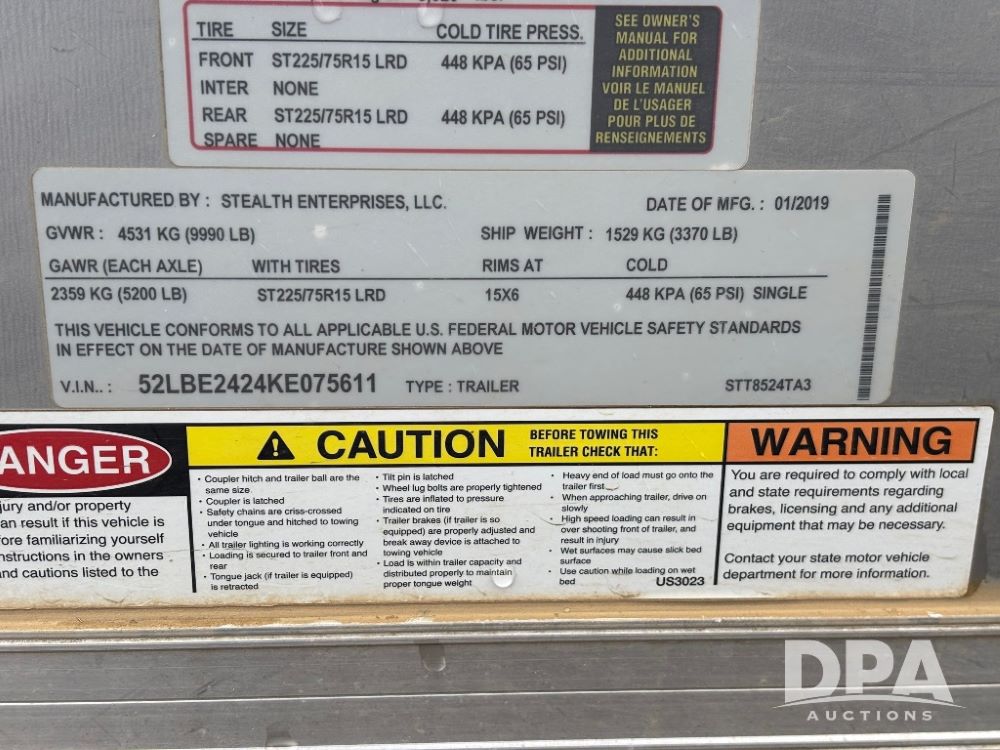 TIRE SIZE COLD TIRE PRESS.
FRONT ST225/75R15 LRD 448 KPA (65 PSI)
INTER NONE
REAR ST225/75R15 LRD 448 KPA (65 PSI)
SPARE NONE
SEE OWNER'S
MANUAL FOR
ADDITIONAL
INFORMATION
VOIR LE MANUEL
DE L'USAGER
POUR PLUS DE
RENSEIGNEMENTS
MANUFACTURED BY : STEALTH ENTERPRISES, LLC. DATE OF MFG. : 01/2019
GVWR : 4531 KG (9990 LB) SHIP WEIGHT : 1529 KG (3370 LB)
GAWR (EACH AXLE) WITH TIRES RIMS AT COLD
2359 KG (5200 LB) ST225/75R15 LRD 15X6 448 KPA (65 PSI) SINGLE
THIS VEHICLE CONFORMS TO ALL APPLICABLE U.S. FEDERAL MOTOR VEHICLE SAFETY STANDARDS
IN EFFECT ON THE DATE OF MANUFACTURE SHOWN ABOVE
V.I.N.. : 52LBE2424KE075611 TYPE : TRAILER STT8524TA3
ANGER
jury and/or property
an result if this vehicle is
fore familiarizing yourself
nstructions in the owners
and cautions listed to the
CAUTION BEFORE TOWING THIS
TRAILER CHECK THAT:
• Coupler hitch and trailer ball are the
same size
• Coupler is latched
• Safety chains are criss-crossed
under tongue and hitched to towing
vehicle
• All trailer lighting is working correctly
• Loading is secured to trailer front and
rear
• Tongue jack (if trailer is equipped)
is retracted
• Tilt pin is latched
• Wheel lug bolts are properly tightened
• Tires are inflated to pressure
indicated on tire
• Trailer brakes (if trailer is so
equipped) are properly adjusted and
break away device is attached to
towing vehicle
• Load is within trailer capacity and
distributed properly to maintain
proper tongue weight
• Heavy end of load must go onto the
trailer first
• When approaching trailer, drive on
slowly
• High speed loading can result in
over shooting front of trailer, and
result in injury
• Wet surfaces may cause slick bed
surface
• Use caution while loading on wet
bed
US3023
WARNING
You are required to comply with local
and state requirements regarding
brakes, licensing and any additional
equipment that may be necessary.
Contact your state motor vehicle
department for more information.
DPA
AUCTIONS